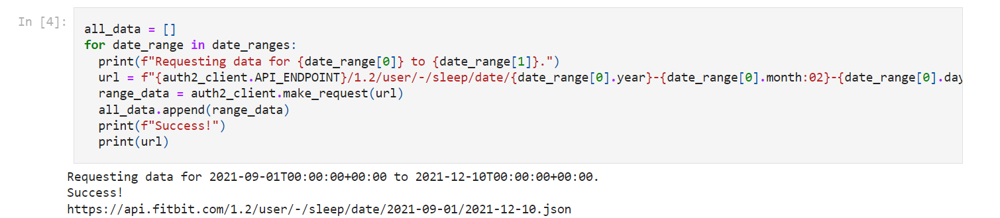 In [4]:
all_data = []
for date_range in date_ranges:
  print(f"Requesting data for {date_range[0]} to {date_range[1]}.")
  url = f"{auth2_client.API_ENDPOINT}/1.2/user/-/sleep/date/{date_range[0].year}-{date_range[0].month:02}-{date_range[0].day
  range_data = auth2_client.make_request(url)
  all_data.append(range_data)
  print(f"Success!")
  print(url)
Requesting data for 2021-09-01T00:00:00+00:00 to 2021-12-10T00:00:00+00:00.
Success!
https://api.fitbit.com/1.2/user/-/sleep/date/2021-09-01/2021-12-10.json